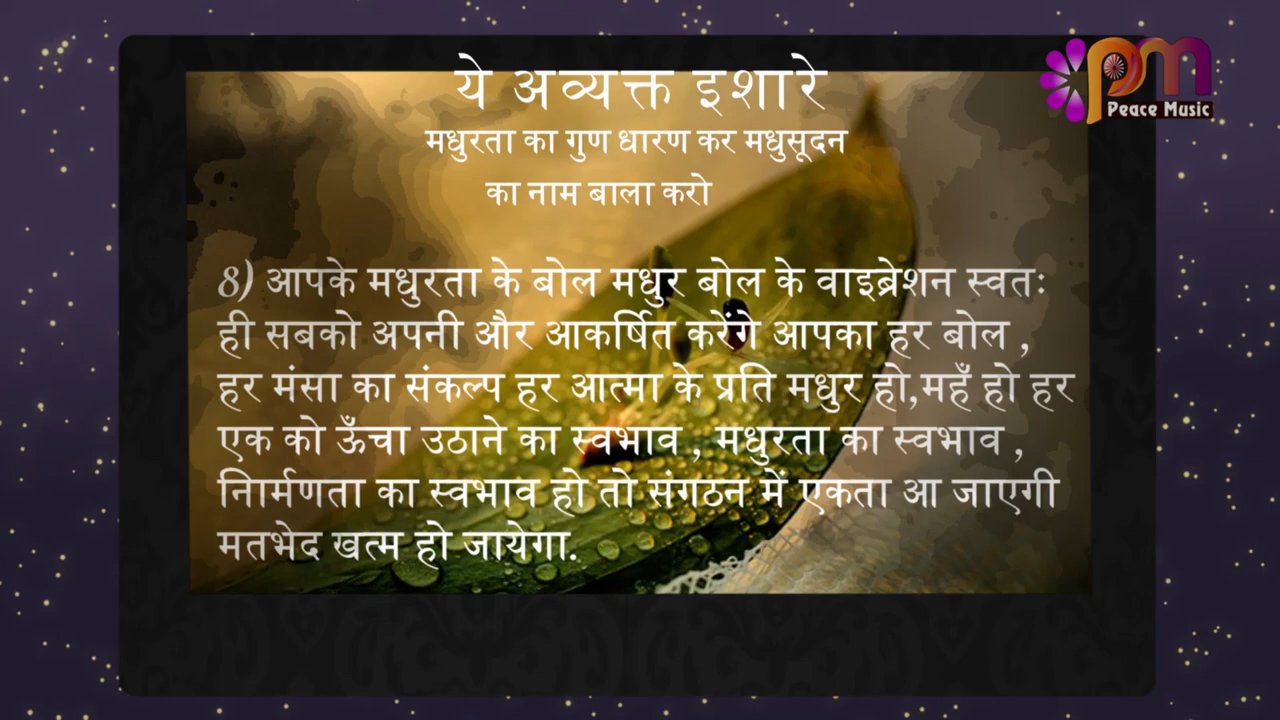 ये अव्यक्त इशारे
Peace Music
मधुरता का गुण धारण कर मधुसूदन
का नाम बाला करो
8) आपके मधुरता के बोल मधुर बोल के वाइब्रेशन स्वतः
ही सबको अपनी और आकर्षित करेंगे आपका हर बोल ,
हर मंसा का संकल्प हर आत्मा के प्रति मधुर हो,महँ हो हर
एक को ऊँचा उठाने का स्वभाव , मधुरता का स्वभाव ,
निार्मणता का स्वभाव हो तो संगठन में एकता आ जाएगी
मतभेद खत्म हो जायेगा.